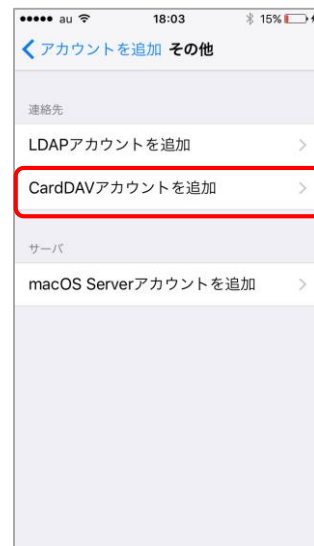 au 18:03 15%
アカウントを追加 その他
連絡先
LDAPアカウントを追加
CardDAVアカウントを追加
サーバ
macOS Serverアカウントを追加